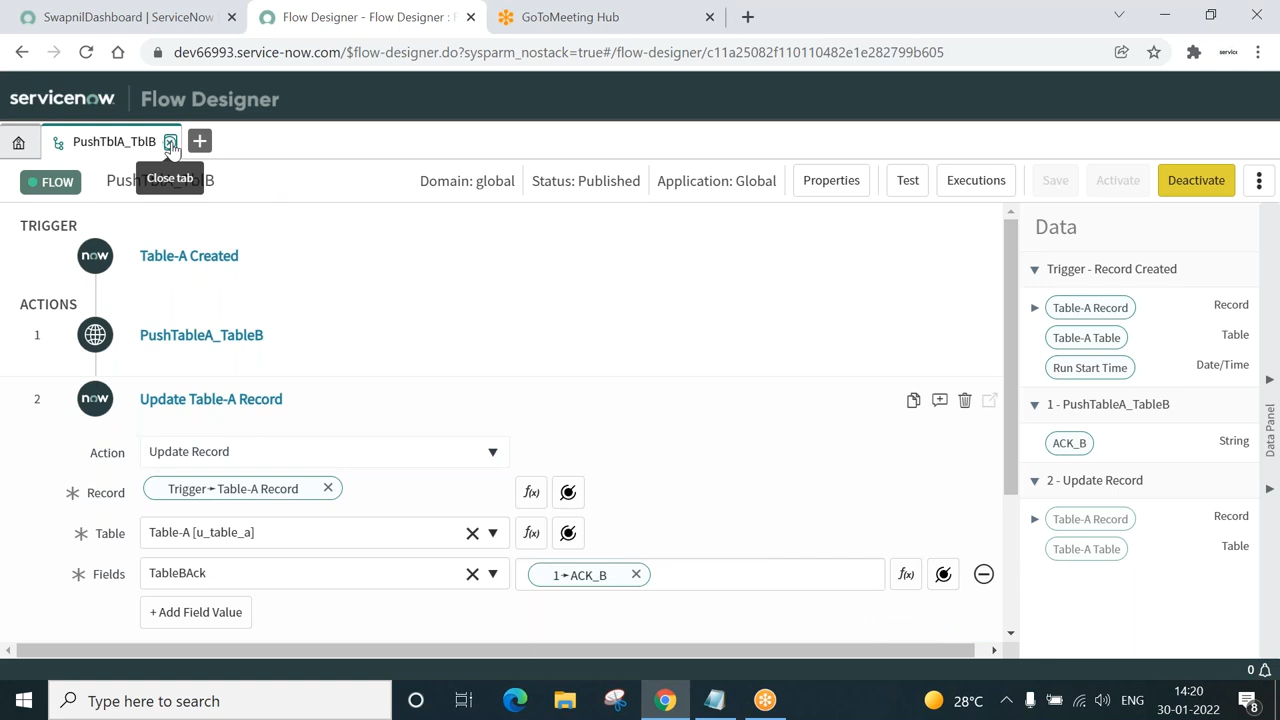 SwapnilDashboard | ServiceNow
Flow Designer - Flow Designer : F
GoToMeeting Hub
dev66993.service-now.com/$flow-designer.do?sysparm_nostack=true#/flow-designer/c11a25082f110110482e1e282799b605
servicenow Flow Designer
PushTblA_TblB
FLOW
PushTblA_TblB
Close tab
Domain: global
Status: Published
Application: Global
Properties
Test
Executions
Save
Activate
Deactivate
TRIGGER
now Table-A Created
ACTIONS
1 PushTableA_TableB
2 now Update Table-A Record
Action Update Record
Record Trigger Table-A Record
f(x)
Table Table-A [u_table_a]
f(x)
Fields TableBAck
1 ACK_B
f(x)
+ Add Field Value
Data
Trigger - Record Created
Table-A Record Record
Table-A Table Table
Run Start Time Date/Time
1 - PushTableA_TableB
ACK_B String
2 - Update Record
Table-A Record Record
Table-A Table Table
Data Panel
0
Type here to search
28°C
ENG
14:20
30-01-2022
8